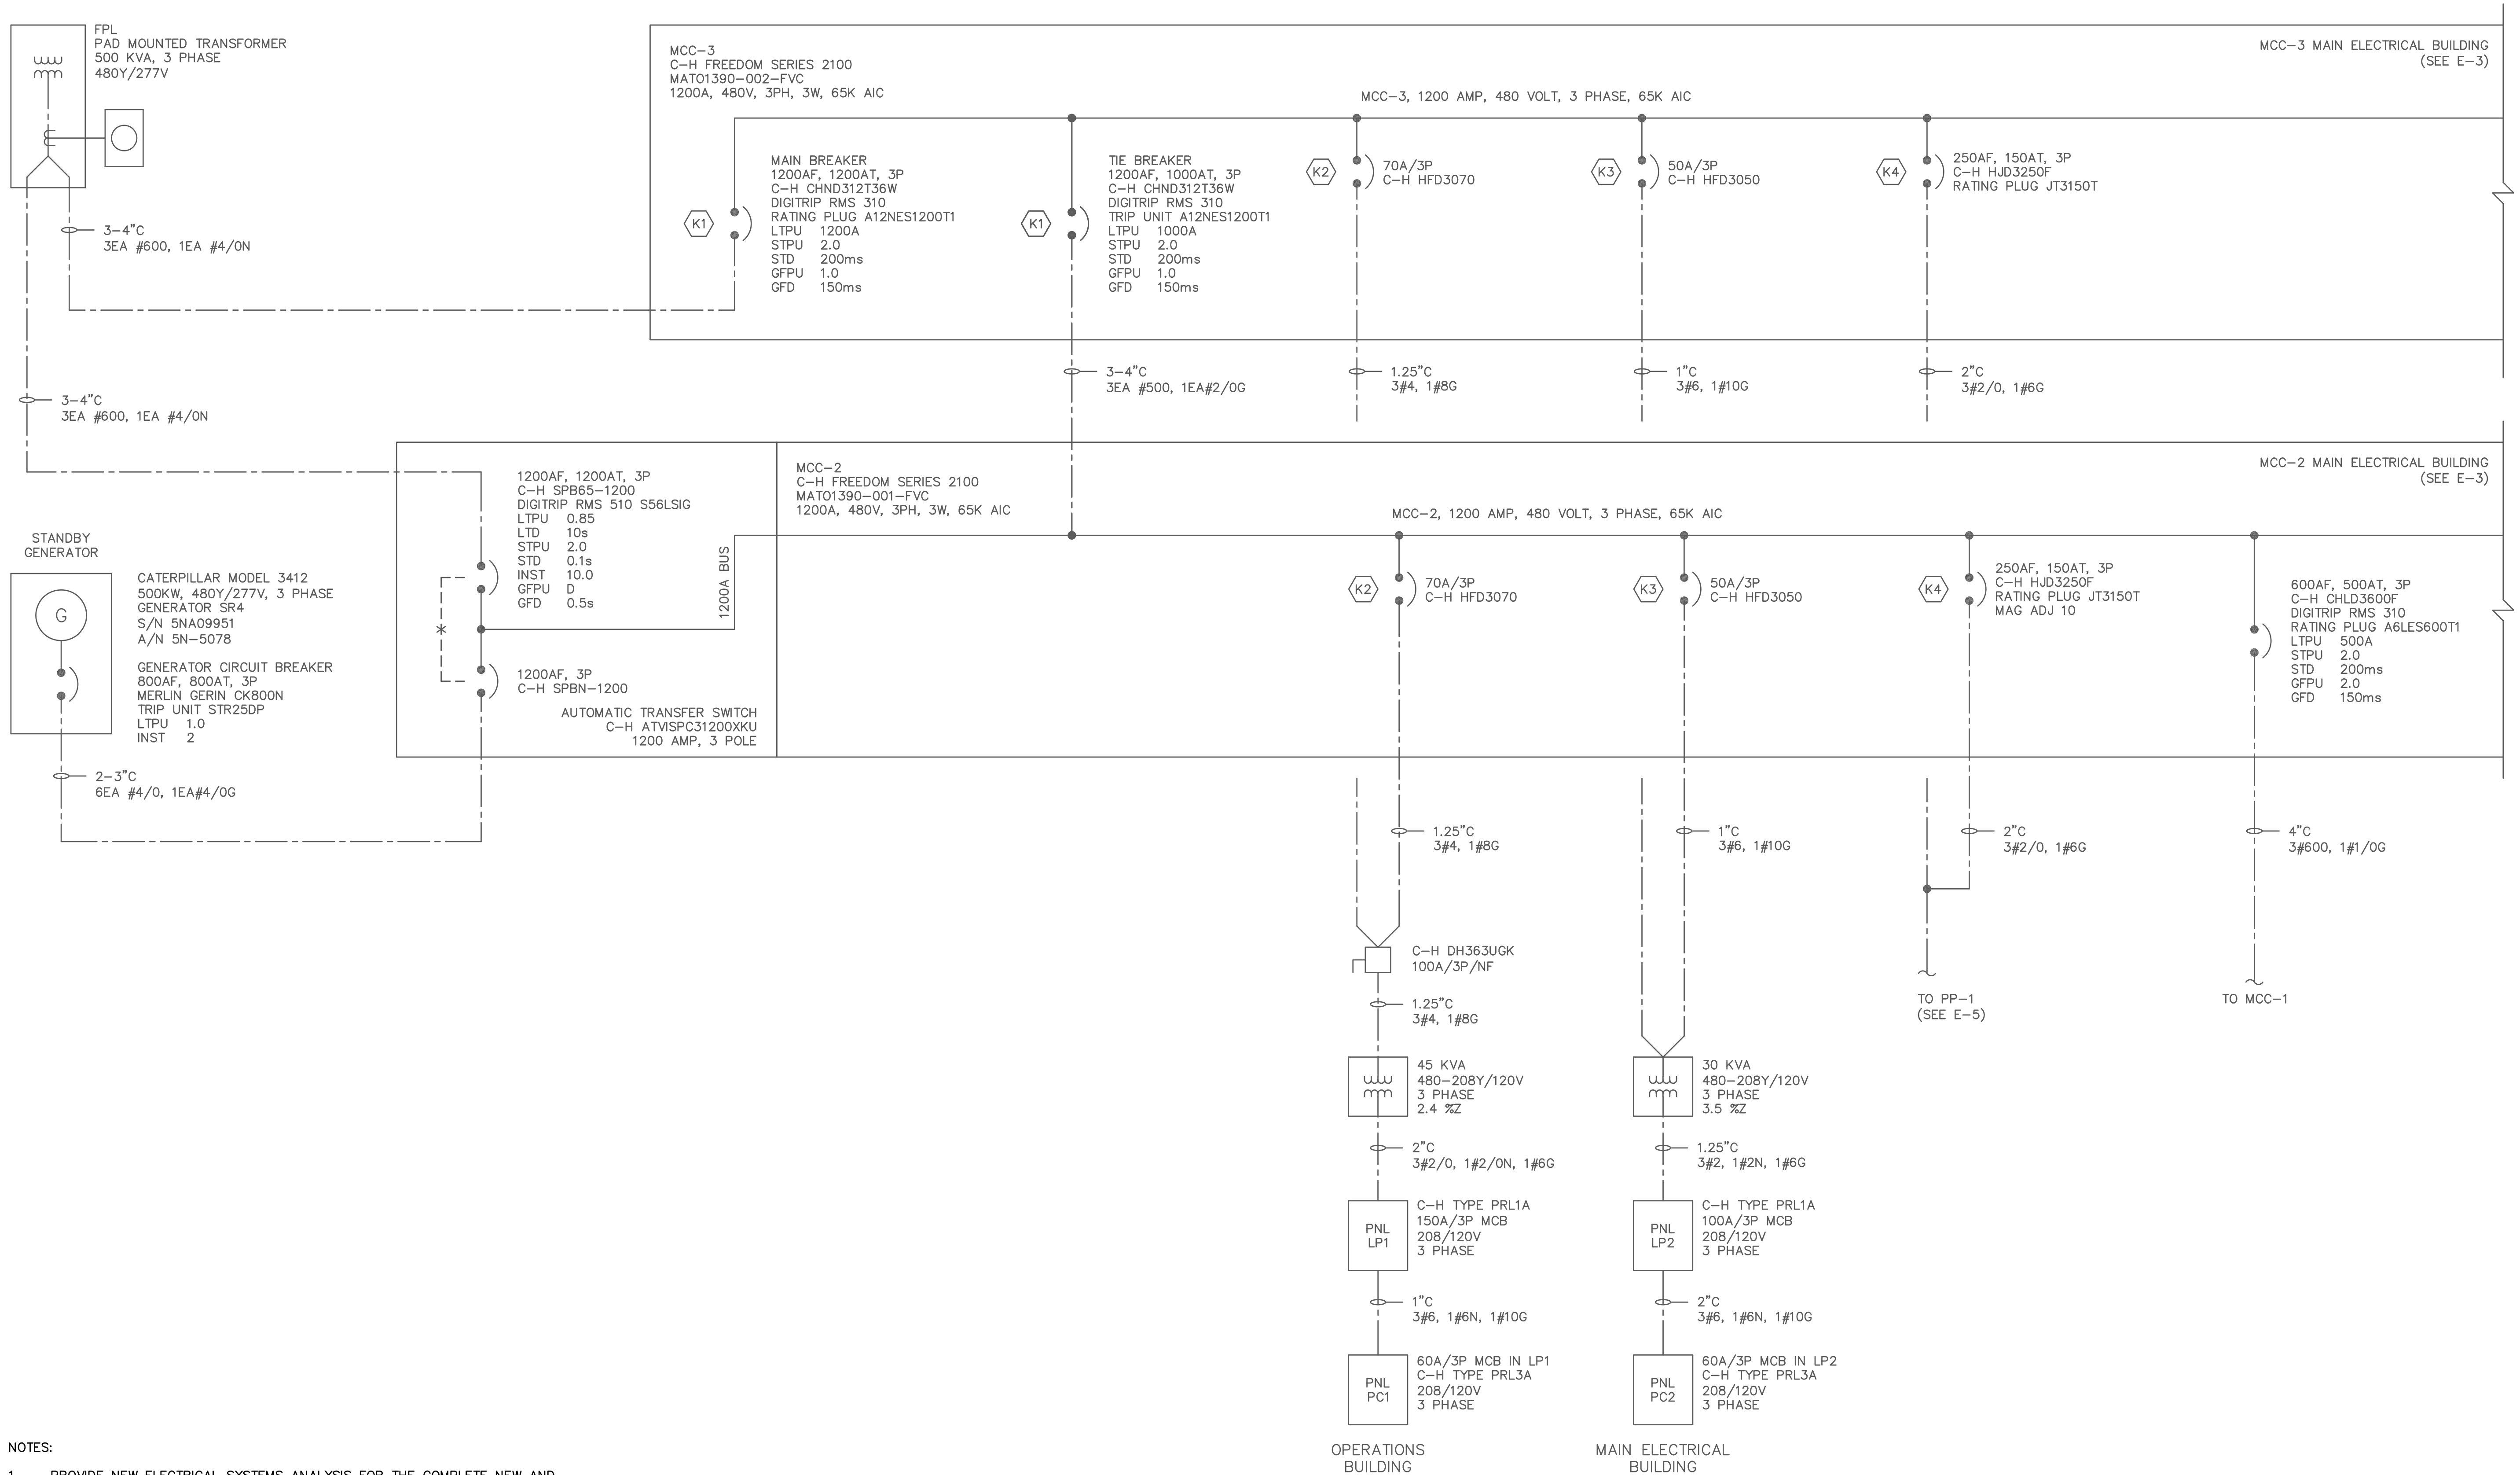 FPL
PAD MOUNTED TRANSFORMER
500 KVA, 3 PHASE
480Y/277V
3-4"C
3EA #600, 1EA #4/0N
3-4"C
3EA #600, 1EA #4/0N
MCC-3
C-H FREEDOM SERIES 2100
MATO1390-002-FVC
1200A, 480V, 3PH, 3W, 65K AIC
MCC-3, 1200 AMP, 480 VOLT, 3 PHASE, 65K AIC
MCC-3 MAIN ELECTRICAL BUILDING
(SEE E-3)
K1
MAIN BREAKER
1200AF, 1200AT, 3P
C-H CHND312T36W
DIGITRIP RMS 310
RATING PLUG A12NES1200T1
LTPU 1200A
STPU 2.0
STD 200ms
GFPU 1.0
GFD 150ms
K1
TIE BREAKER
1200AF, 1000AT, 3P
C-H CHND312T36W
DIGITRIP RMS 310
TRIP UNIT A12NES1200T1
LTPU 1000A
STPU 2.0
STD 200ms
GFPU 1.0
GFD 150ms
K2
70A/3P
C-H HFD3070
K3
50A/3P
C-H HFD3050
K4
250AF, 150AT, 3P
C-H HJD3250F
RATING PLUG JT3150T
3-4"C
3EA #500, 1EA#2/0G
1.25"C
3#4, 1#8G
1"C
3#6, 1#10G
2"C
3#2/0, 1#6G
1200AF, 1200AT, 3P
C-H SPB65-1200
DIGITRIP RMS 510 S56LSIG
LTPU 0.85
LTD 10s
STPU 2.0
STD 0.1s
INST 10.0
GFPU D
GFD 0.5s
1200A BUS
1200AF, 3P
C-H SPBN-1200
AUTOMATIC TRANSFER SWITCH
C-H ATVISPC31200XKU
1200 AMP, 3 POLE
MCC-2
C-H FREEDOM SERIES 2100
MATO1390-001-FVC
1200A, 480V, 3PH, 3W, 65K AIC
MCC-2, 1200 AMP, 480 VOLT, 3 PHASE, 65K AIC
MCC-2 MAIN ELECTRICAL BUILDING
(SEE E-3)
K2
70A/3P
C-H HFD3070
K3
50A/3P
C-H HFD3050
K4
250AF, 150AT, 3P
C-H HJD3250F
RATING PLUG JT3150T
MAG ADJ 10
600AF, 500AT, 3P
C-H CHLD3600F
DIGITRIP RMS 310
RATING PLUG A6LES600T1
LTPU 500A
STPU 2.0
STD 200ms
GFPU 2.0
GFD 150ms
STANDBY
GENERATOR
G
CATERPILLAR MODEL 3412
500KW, 480Y/277V, 3 PHASE
GENERATOR SR4
S/N 5NA09951
A/N 5N-5078
GENERATOR CIRCUIT BREAKER
800AF, 800AT, 3P
MERLIN GERIN CK800N
TRIP UNIT STR25DP
LTPU 1.0
INST 2
2-3"C
6EA #4/0, 1EA#4/0G
1.25"C
3#4, 1#8G
1"C
3#6, 1#10G
2"C
3#2/0, 1#6G
4"C
3#600, 1#1/0G
C-H DH363UGK
100A/3P/NF
TO PP-1
(SEE E-5)
TO MCC-1
1.25"C
3#4, 1#8G
45 KVA
480-208Y/120V
3 PHASE
2.4 %Z
30 KVA
480-208Y/120V
3 PHASE
3.5 %Z
2"C
3#2/0, 1#2/0N, 1#6G
1.25"C
3#2, 1#2N, 1#6G
PNL
LP1
C-H TYPE PRL1A
150A/3P MCB
208/120V
3 PHASE
PNL
LP2
C-H TYPE PRL1A
100A/3P MCB
208/120V
3 PHASE
1"C
3#6, 1#6N, 1#10G
2"C
3#6, 1#6N, 1#10G
PNL
PC1
60A/3P MCB IN LP1
C-H TYPE PRL3A
208/120V
3 PHASE
PNL
PC2
60A/3P MCB IN LP2
C-H TYPE PRL3A
208/120V
3 PHASE
OPERATIONS
BUILDING
MAIN ELECTRICAL
BUILDING
NOTES:
1. PROVIDE NEW ELECTRICAL SYSTEMS ANALYSIS FOR THE COMPLETE NEW AND